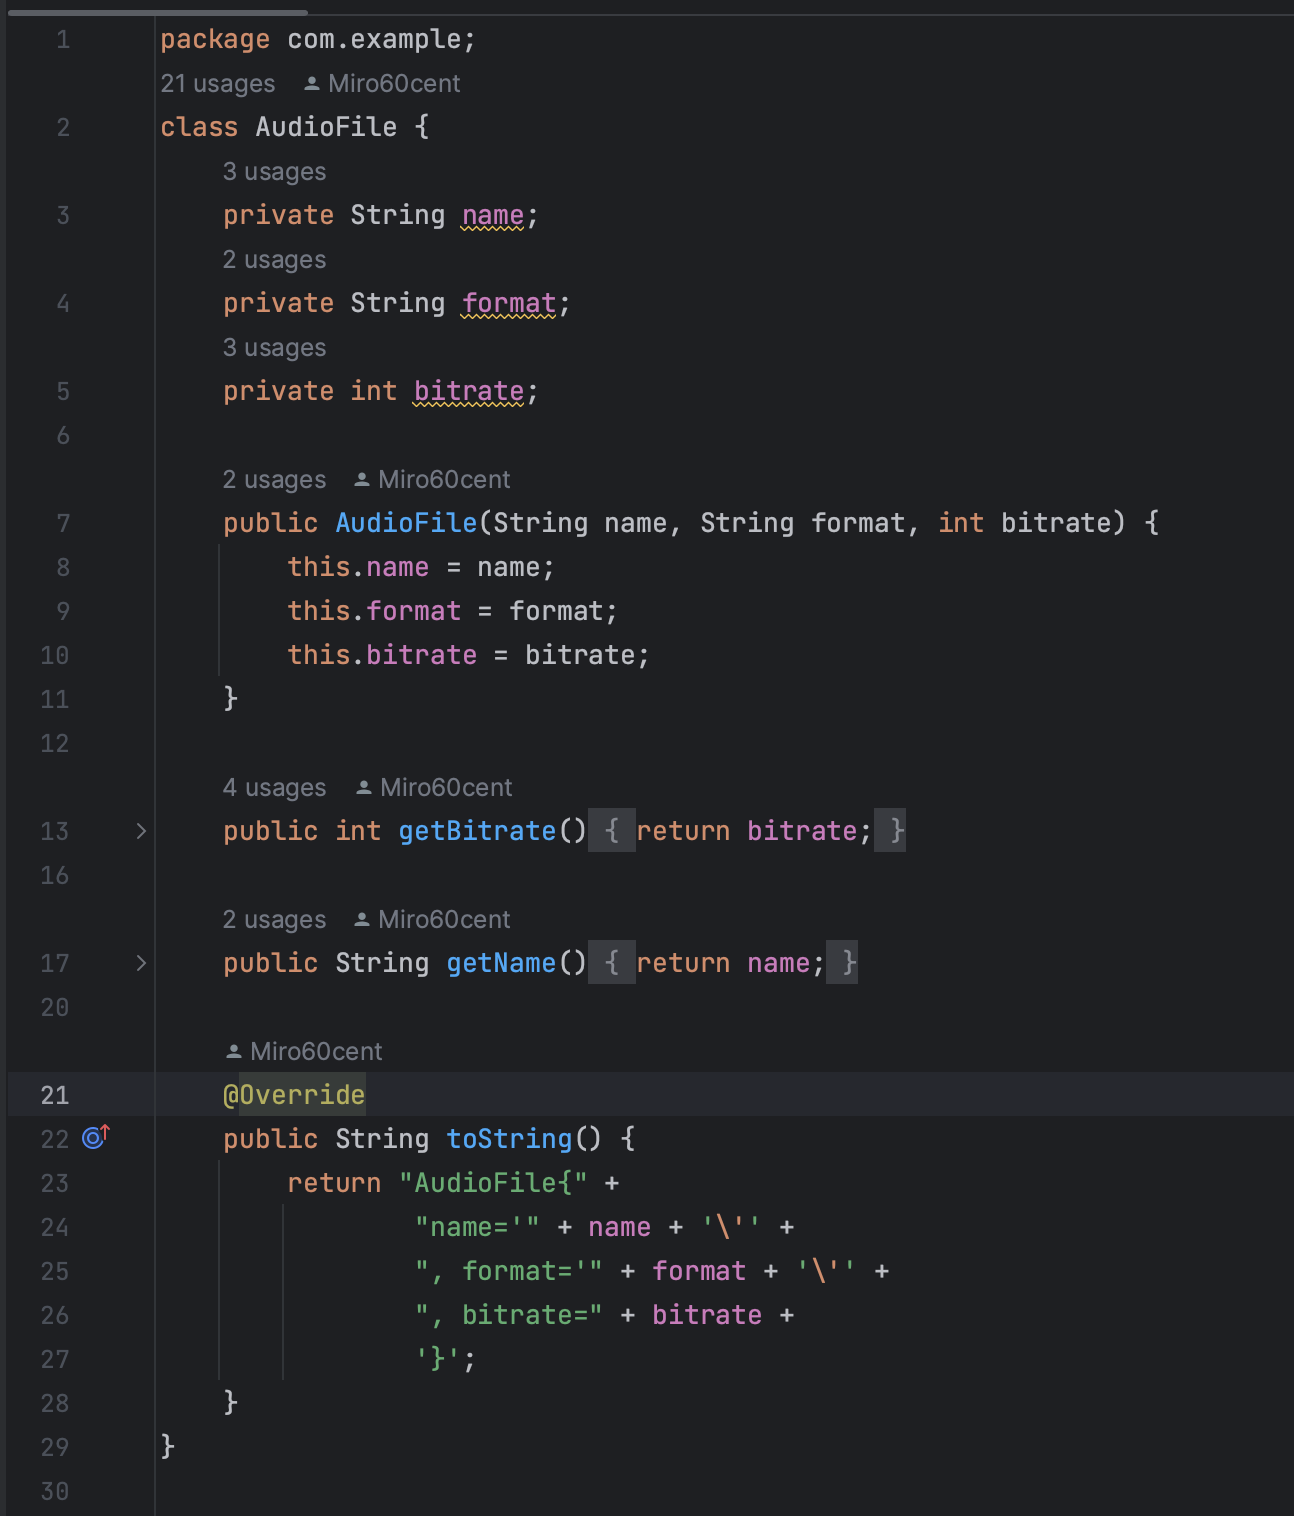 1 package com.example;
21 usages Miro60cent
2 class AudioFile {
3 usages
3 private String name;
2 usages
4 private String format;
3 usages
5 private int bitrate;
6
2 usages Miro60cent
7 public AudioFile(String name, String format, int bitrate) {
8 this.name = name;
9 this.format = format;
10 this.bitrate = bitrate;
11 }
12
4 usages Miro60cent
13 public int getBitrate() { return bitrate; }
16
2 usages Miro60cent
17 public String getName() { return name; }
20
Miro60cent
21 @Override
22 public String toString() {
23 return "AudioFile{" +
24 "name='" + name + '\'' +
25 ", format='" + format + '\'' +
26 ", bitrate=" + bitrate +
27 '}';
28 }
29 }
30